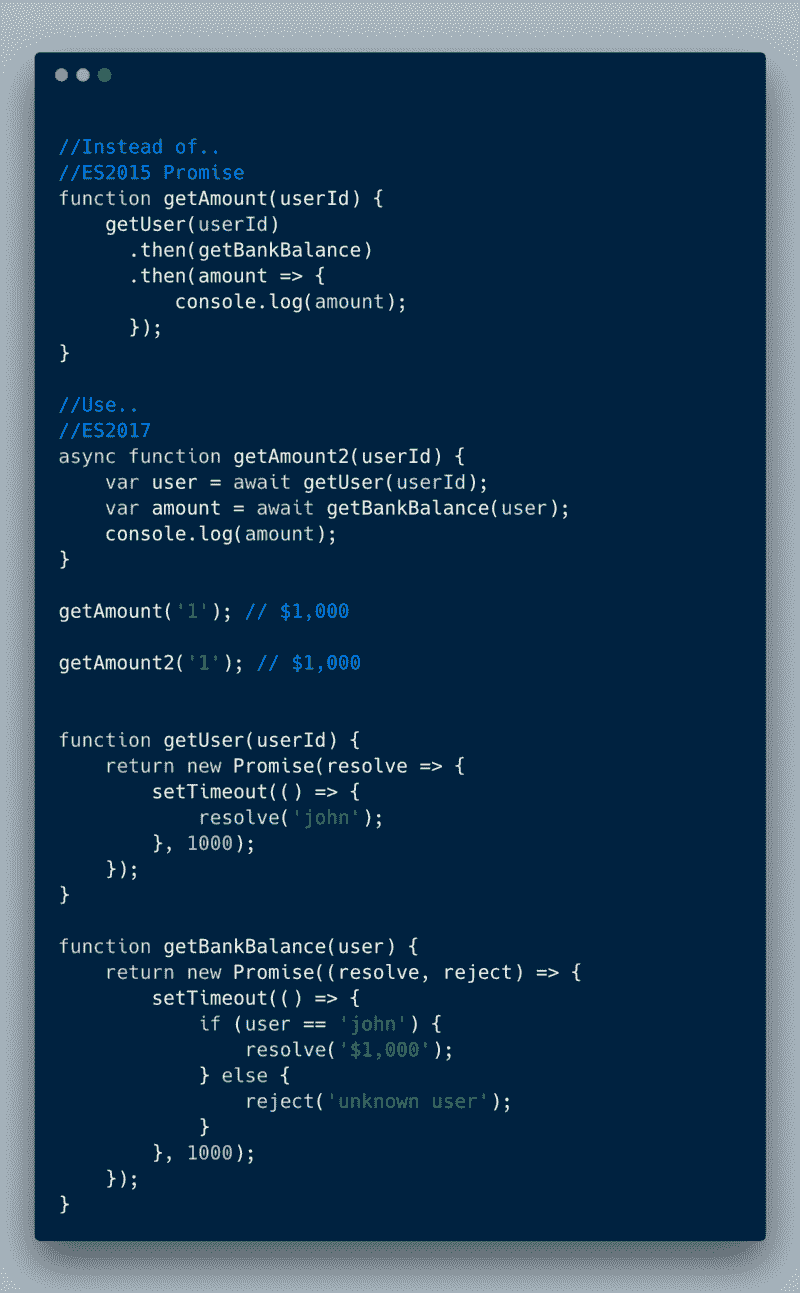 //Instead of..
//ES2015 Promise
function getAmount(userId) {
    getUser(userId)
      .then(getBankBalance)
      .then(amount => {
          console.log(amount);
      });
}

//Use..
//ES2017
async function getAmount2(userId) {
    var user = await getUser(userId);
    var amount = await getBankBalance(user);
    console.log(amount);
}

getAmount('1'); // $1,000

getAmount2('1'); // $1,000


function getUser(userId) {
    return new Promise(resolve => {
        setTimeout(() => {
            resolve('john');
        }, 1000);
    });
}

function getBankBalance(user) {
    return new Promise((resolve, reject) => {
        setTimeout(() => {
            if (user == 'john') {
                resolve('$1,000');
            } else {
                reject('unknown user');
            }
        }, 1000);
    });
}